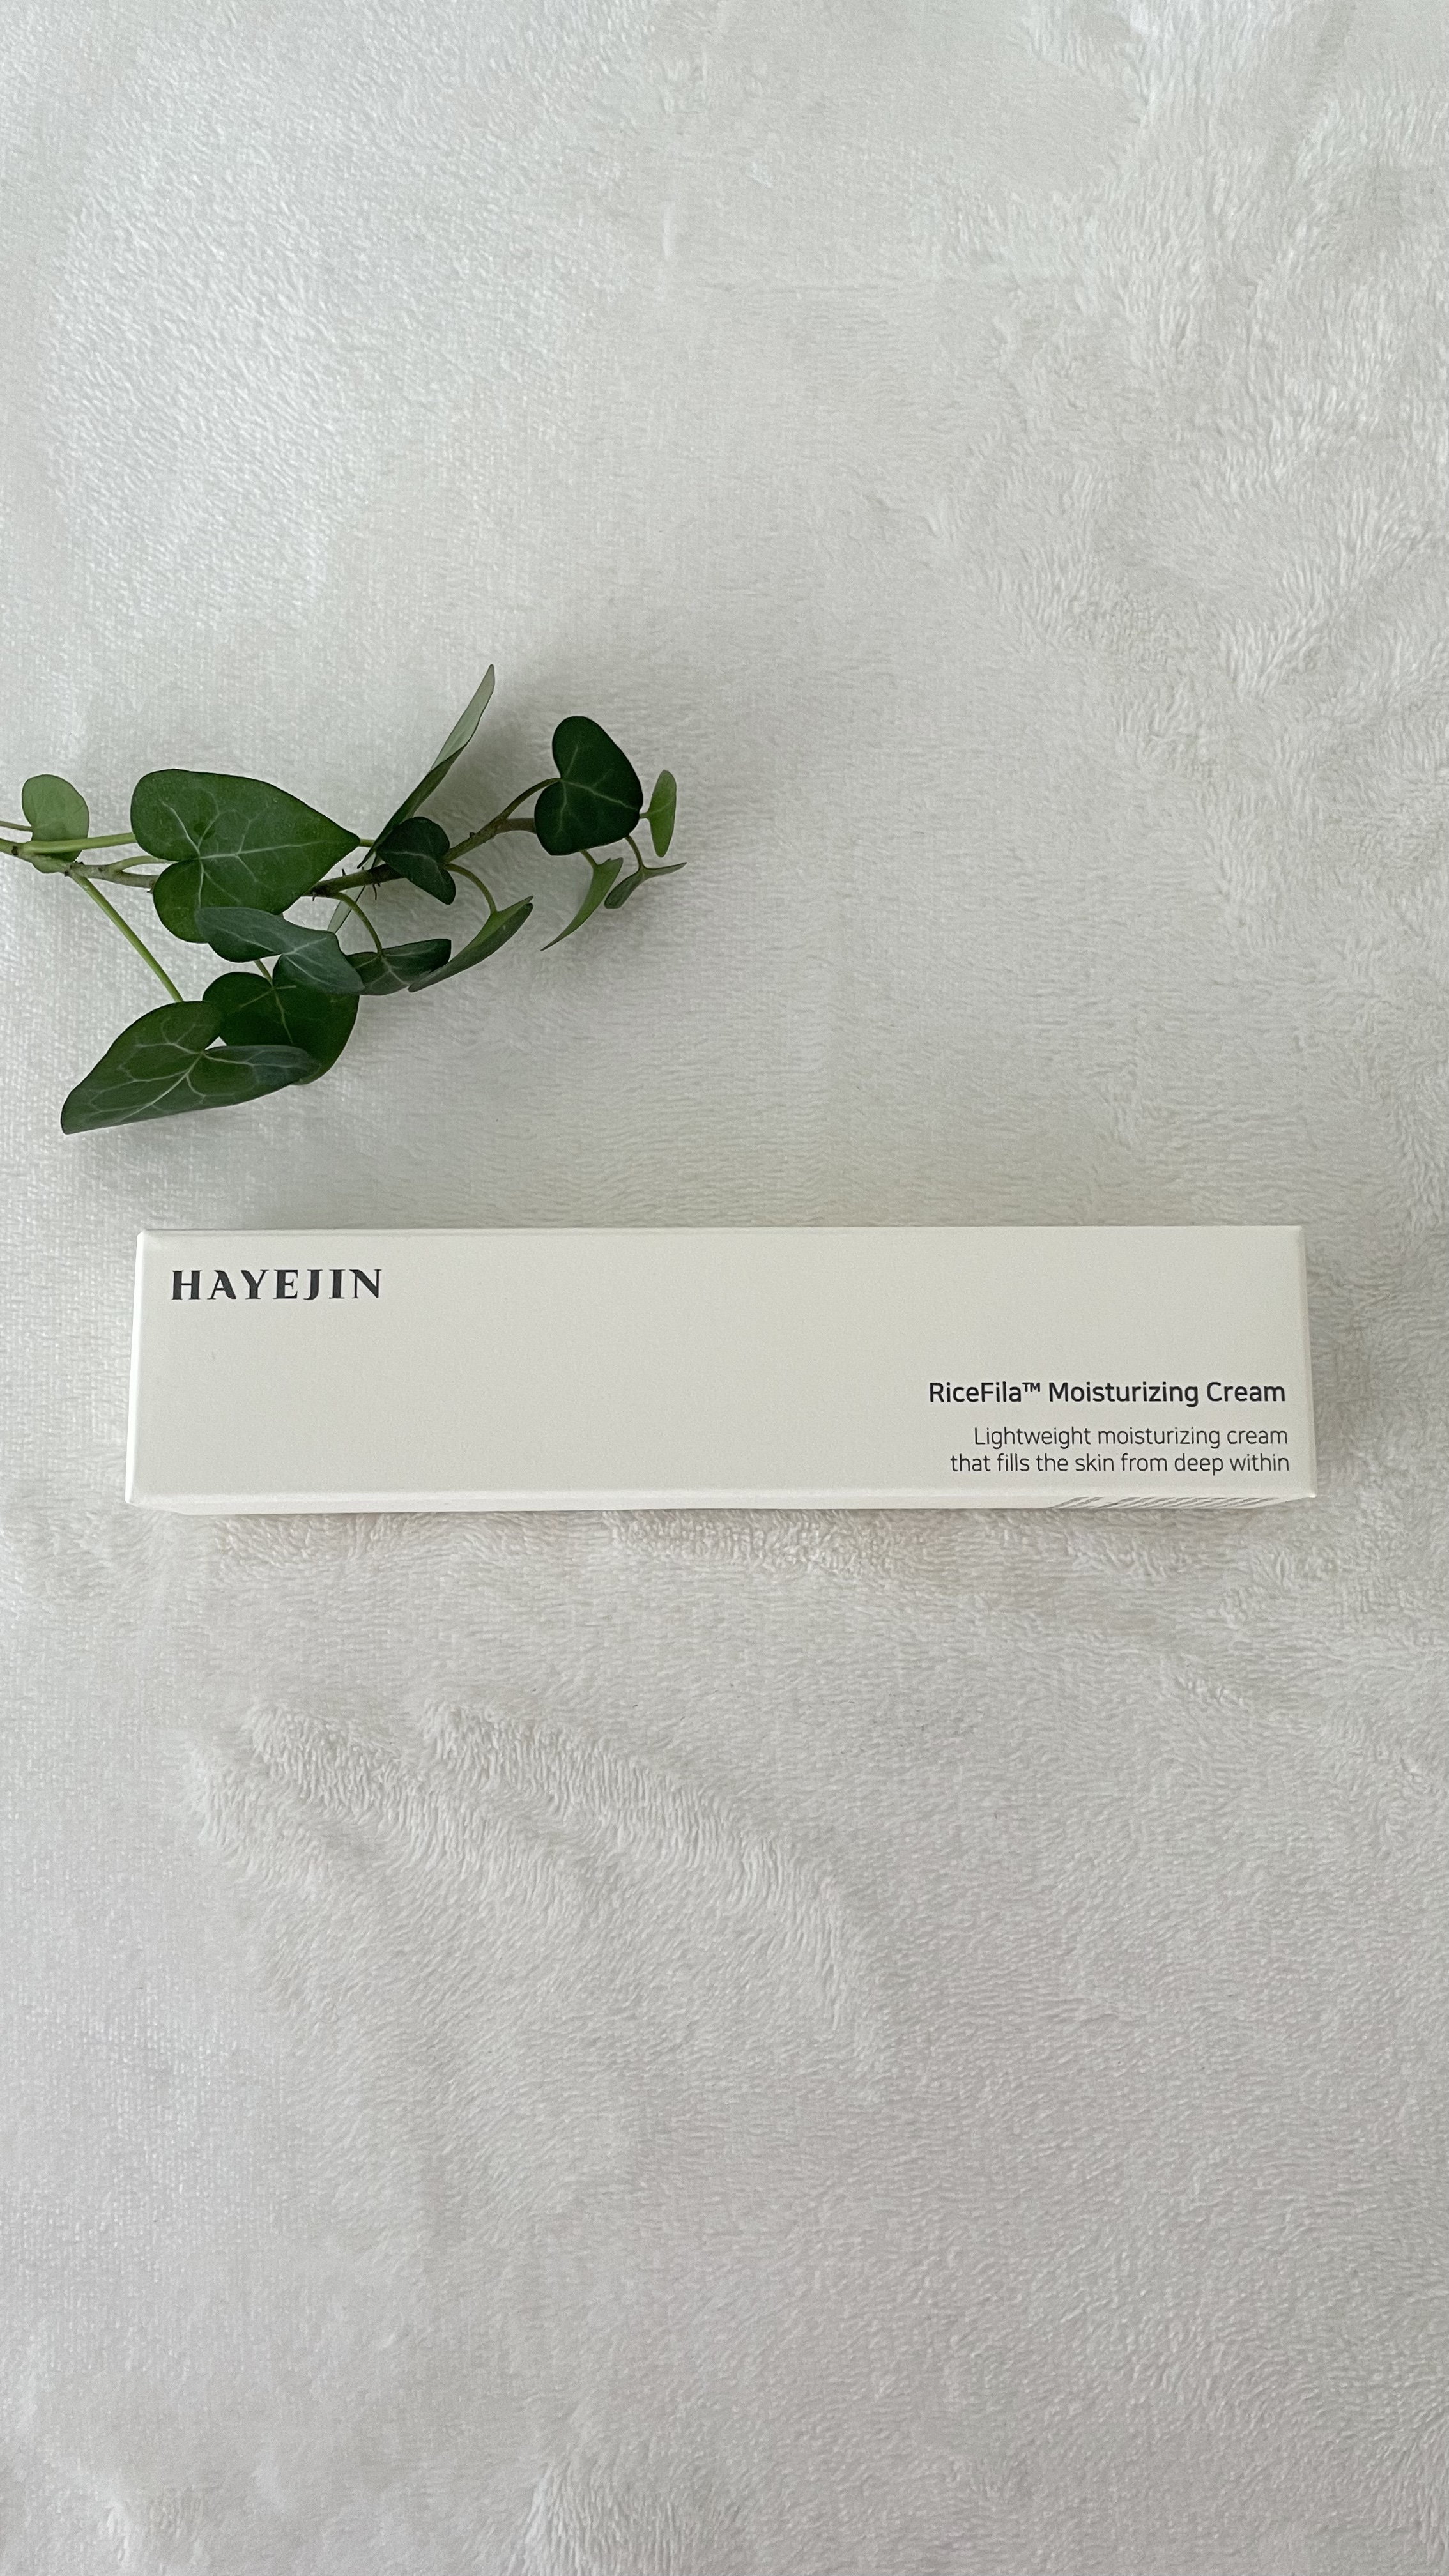 HAYEJIN
RiceFila™ Moisturizing Cream
Lightweight moisturizing cream
that fills the skin from deep within